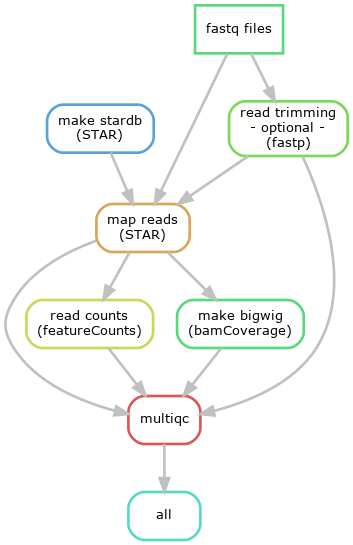 fastq files
read trimming
- optional -
(fastp)
make stardb
(STAR)
map reads
(STAR)
read counts
(featureCounts)
make bigwig
(bamCoverage)
multiqc
all